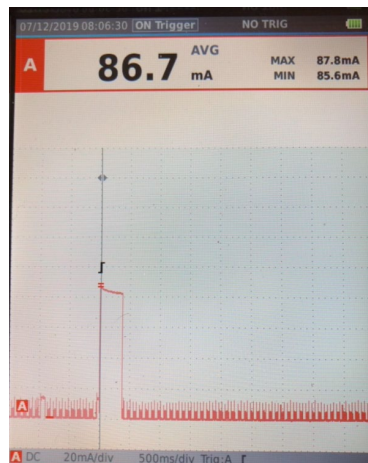 07/12/2019 08:06:30 ON Trigger NO TRIG
A 86.7 AVG mA MAX 87.8mA
MIN 85.6mA
A
A DC 20mA/div 500ms/div Trig:A